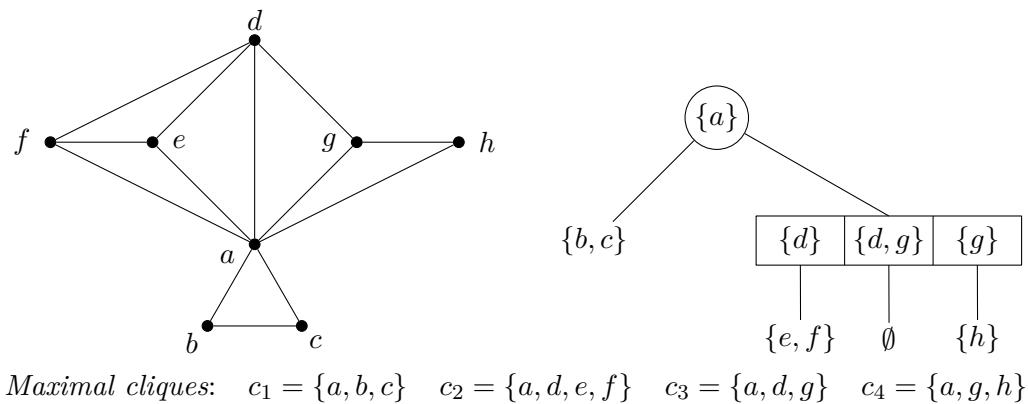 d
f
e
g
h
a
b
c
{a}
{b, c}
{d} {d, g} {g}
{e, f} ∅ {h}
Maximal cliques: c₁ = {a, b, c} c₂ = {a, d, e, f} c₃ = {a, d, g} c₄ = {a, g, h}